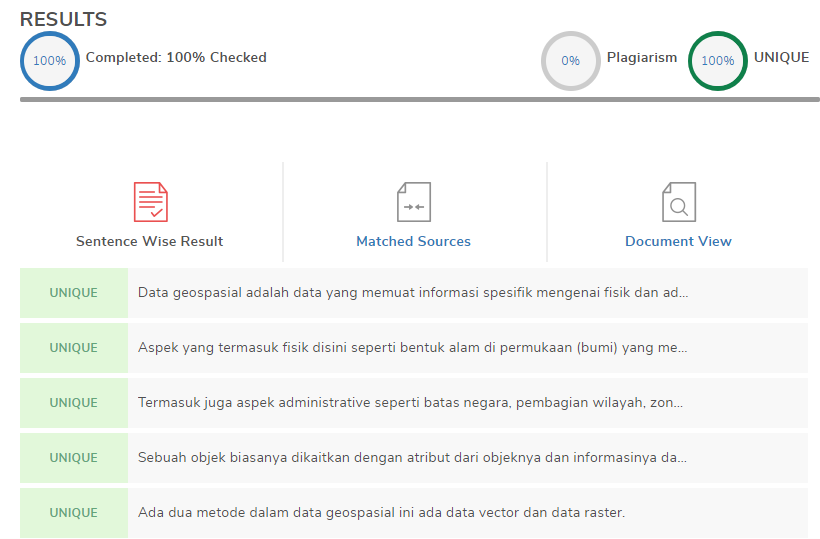 RESULTS
100% Completed: 100% Checked 0% Plagiarism 100% UNIQUE
Sentence Wise Result Matched Sources Document View
UNIQUE Data geospasial adalah data yang memuat informasi spesifik mengenai fisik dan ad...
UNIQUE Aspek yang termasuk fisik disini seperti bentuk alam di permukaan (bumi) yang me...
UNIQUE Termasuk juga aspek administrative seperti batas negara, pembagian wilayah, zon...
UNIQUE Sebuah objek biasanya dikaitkan dengan atribut dari objeknya dan informasinya da...
UNIQUE Ada dua metode dalam data geospasial ini ada data vector dan data raster.